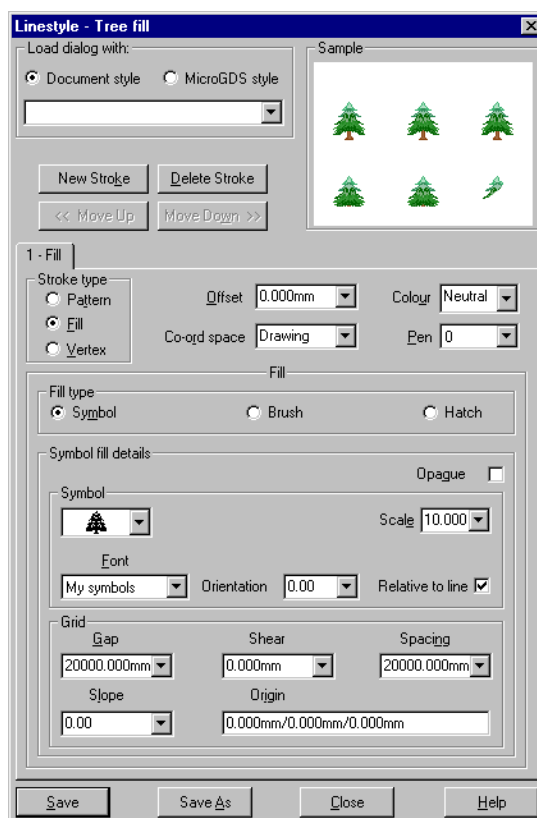 Linestyle - Tree fill
Load dialog with:
Document style MicroGDS style
Sample
New Stroke Delete Stroke
<< Move Up Move Down >>
1 - Fill
Stroke type
Pattern
Fill
Vertex
Offset 0.000mm Colour Neutral
Co-ord space Drawing Pen 0
Fill
Fill type
Symbol Brush Hatch
Symbol fill details
Opague
Symbol
Scale 10.000
Font
My symbols Orientation 0.00 Relative to line
Grid
Gap Shear Spacing
20000.000mm 0.000mm 20000.000mm
Slope Origin
0.00 0.000mm/0.000mm/0.000mm
Save Save As Close Help